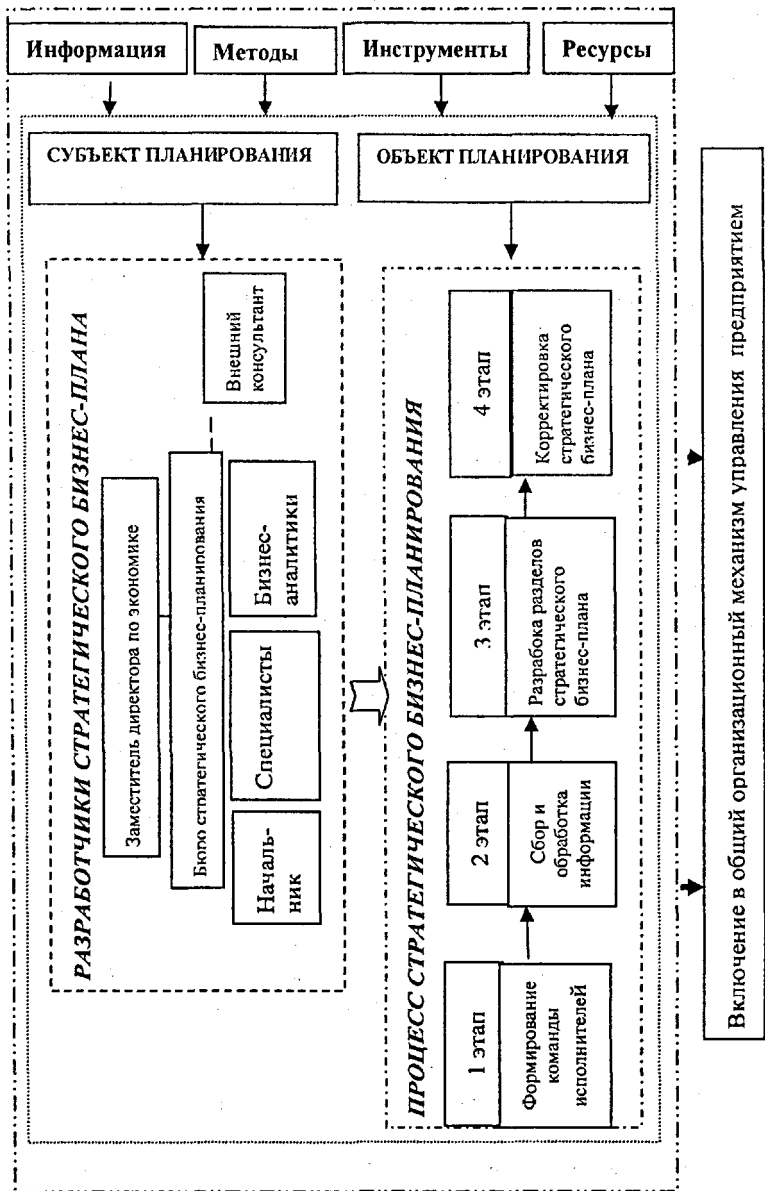 Информация
Методы
Инструменты
Ресурсы
СУБЪЕКТ ПЛАНИРОВАНИЯ
ОБЪЕКТ ПЛАНИРОВАНИЯ
РАЗРАБОТЧИКИ СТРАТЕГИЧЕСКОГО БИЗНЕС-ПЛАНА
Заместитель директора по экономике
Бюро стратегического бизнес-планирования
Началь-
ник
Специалисты
Бизнес-
аналитики
Внешний
консультант
ПРОЦЕСС СТРАТЕГИЧЕСКОГО БИЗНЕС-ПЛАНИРОВАНИЯ
1 этап
Формирование
команды
исполнителей
2 этап
Сбор и
обработка
информации
3 этап
Разрабока разделов
стратегического
бизнес-плана
4 этап
Корректировка
стратегического
бизнес-плана
Включение в общий организационный механизм управления предприятием